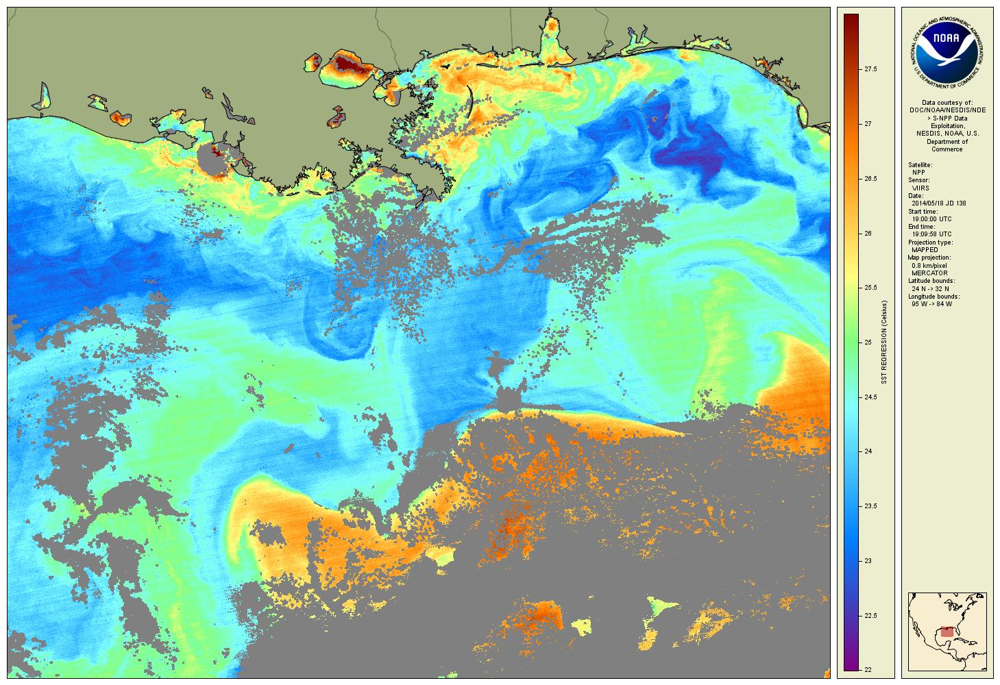 27.5
27
26.5
26
25.5
25
24.5
24
23.5
23
22.5
22
SST REGRESSION (Celsius)
NATIONAL OCEANIC AND ATMOSPHERIC ADMINISTRATION
NOAA
U.S. DEPARTMENT OF COMMERCE
Data courtesy of:
DOC/NOAA/NESDIS/NDE
> S-NPP Data
Exploitation,
NESDIS, NOAA, U.S.
Department of
Commerce
Satellite:
NPP
Sensor:
VIIRS
Date:
2014/05/18 JD 138
Start time:
19:00:00 UTC
End time:
19:09:58 UTC
Projection type:
MAPPED
Map projection:
0.8 km/pixel
MERCATOR
Latitude bounds:
24 N -> 32 N
Longitude bounds:
95 W -> 84 W